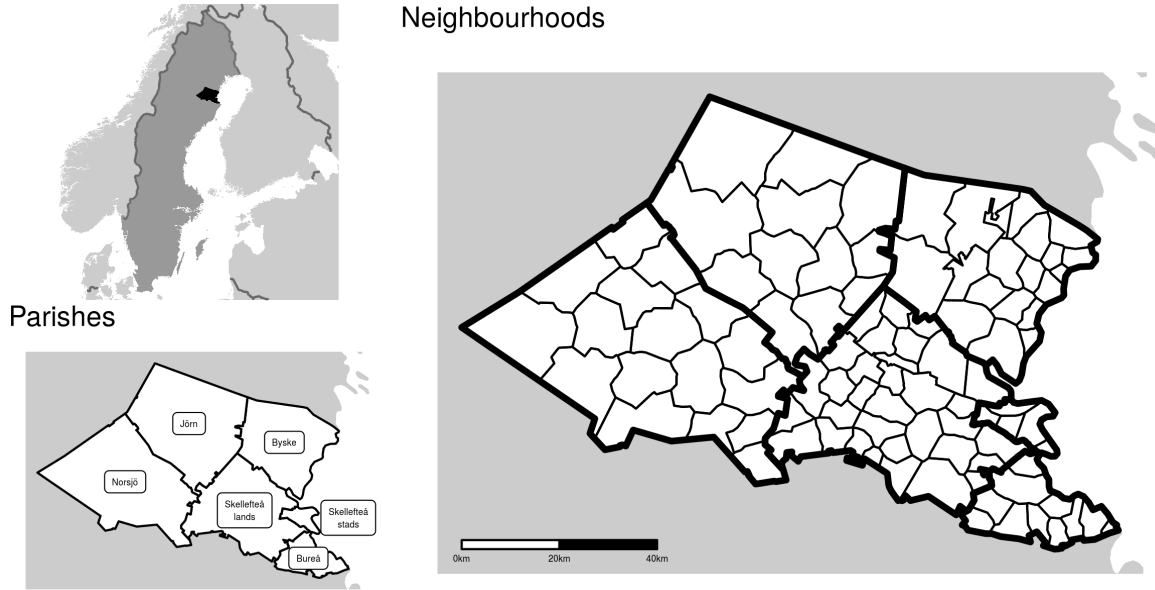 Neighbourhoods
Parishes
Jörn
Byske
Norsjö
Skellefteå
lands
Skellefteå
stads
Bureå
0km
20km
40km